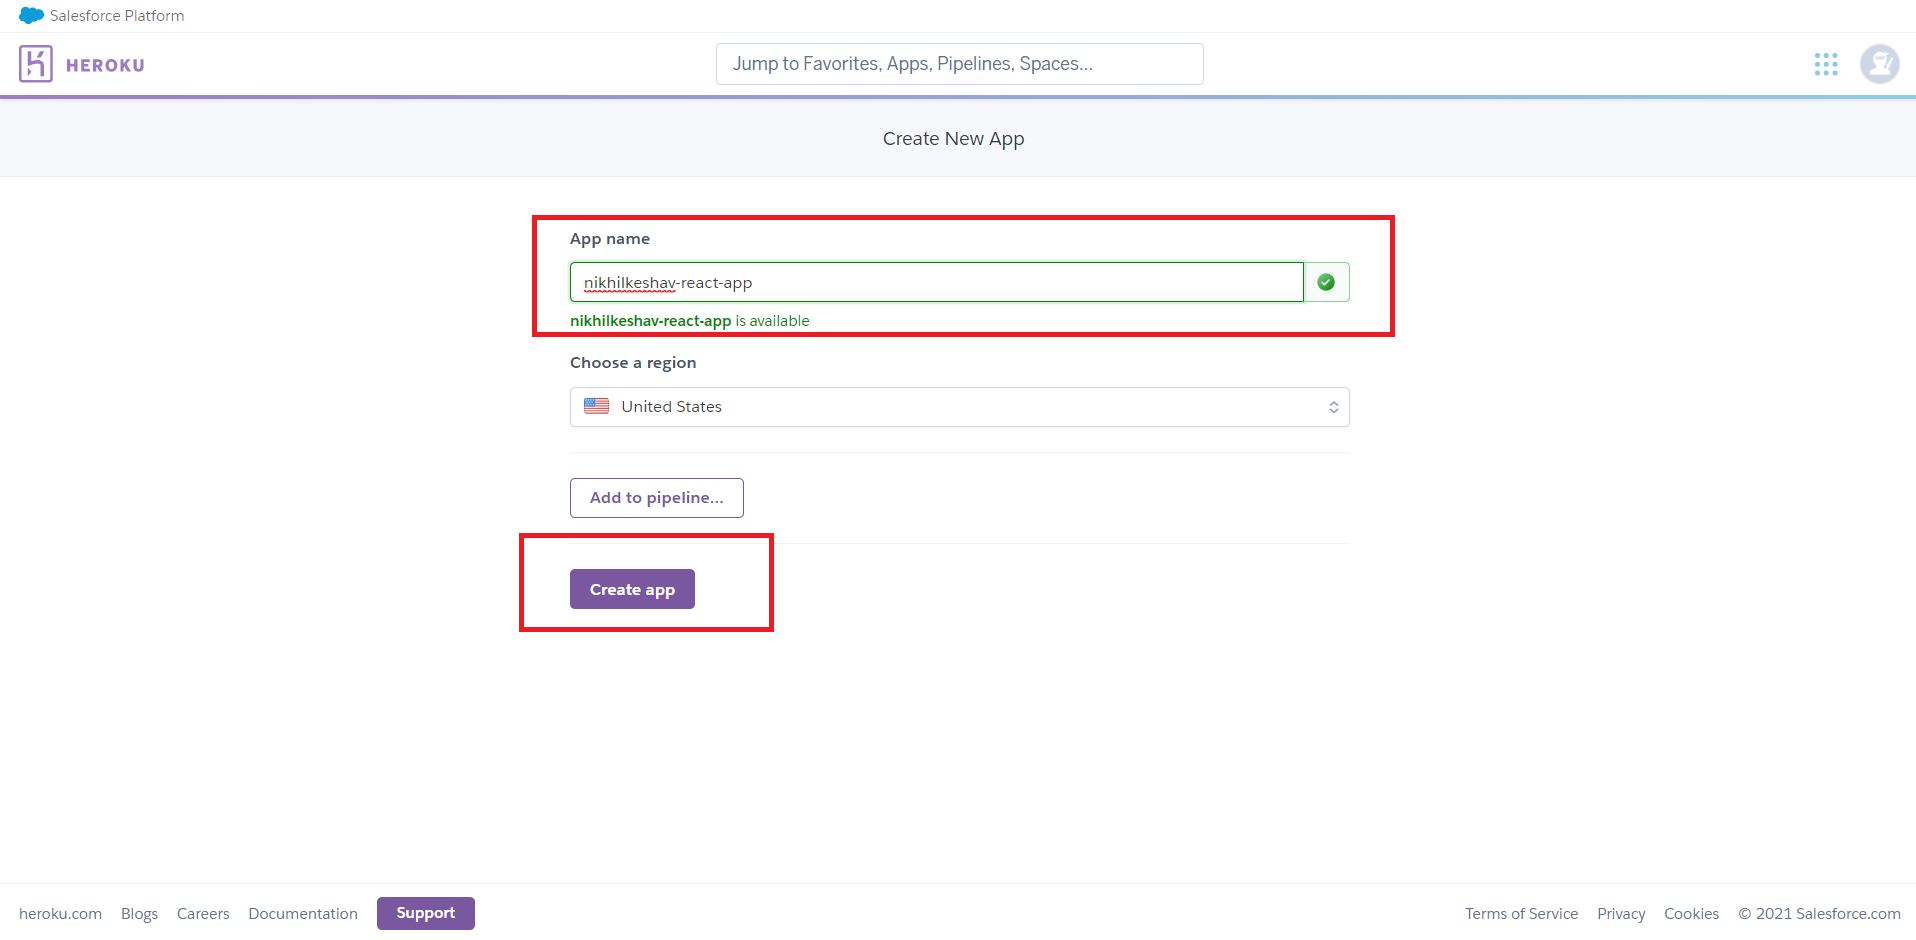 Salesforce Platform
HEROKU
Jump to Favorites, Apps, Pipelines, Spaces...
Create New App
App name
nikhilkeshav-react-app
nikhilkeshav-react-app is available
Choose a region
United States
Add to pipeline...
Create app
heroku.com Blogs Careers Documentation Support Terms of Service Privacy Cookies © 2021 Salesforce.com